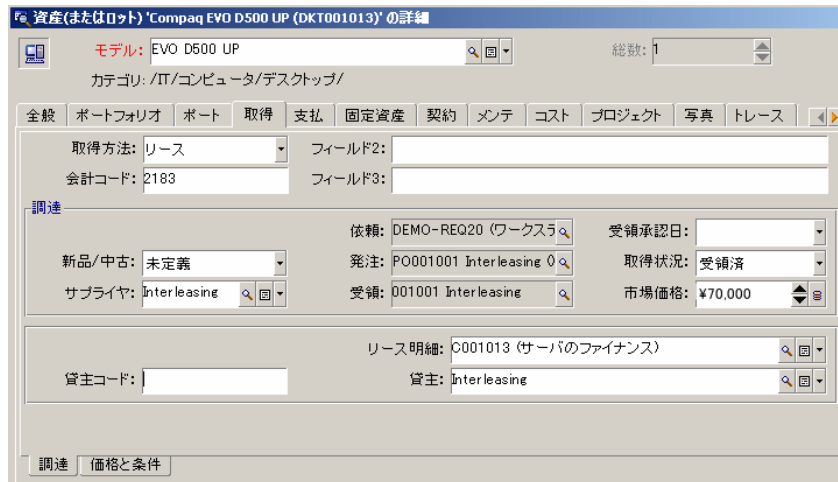 資産(またはロット) 'Compaq EVO D500 UP (DKT001013)' の詳細
モデル: EVO D500 UP 総数: 1
カテゴリ: /IT/コンピュータ/デスクトップ/
全般 ポートフォリオ ポート 取得 支払 固定資産 契約 メンテ コスト プロジェクト 写真 トレース
取得方法: リース フィールド2:
会計コード: 2183 フィールド3:
調達
依頼: DEMO-REQ20 (ワークステ 受領承認日:
新品/中古: 未定義 発注: PO001001 Interleasing 取得状況: 受領済
サプライヤ: Interleasing 受領: 001001 Interleasing 市場価格: ¥70,000
リース明細: C001013 (サーバのファイナンス)
貸主コード: 貸主: Interleasing
調達 価格と条件